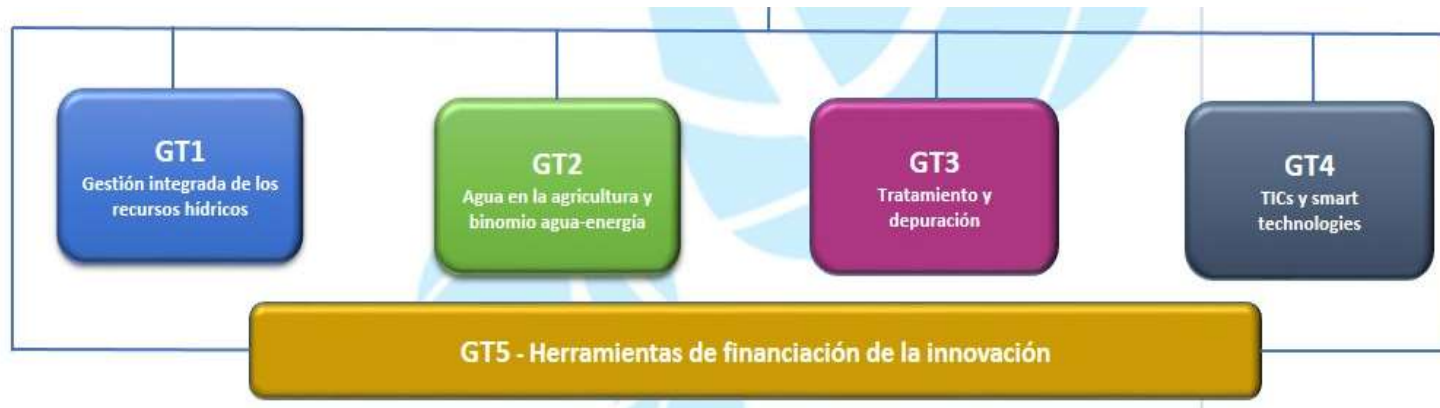 GT1
Gestión integrada de los
recursos hídricos
GT2
Agua en la agricultura y
binomio agua-energía
GT3
Tratamiento y
depuración
GT4
TICs y smart
technologies
GT5 - Herramientas de financiación de la innovación